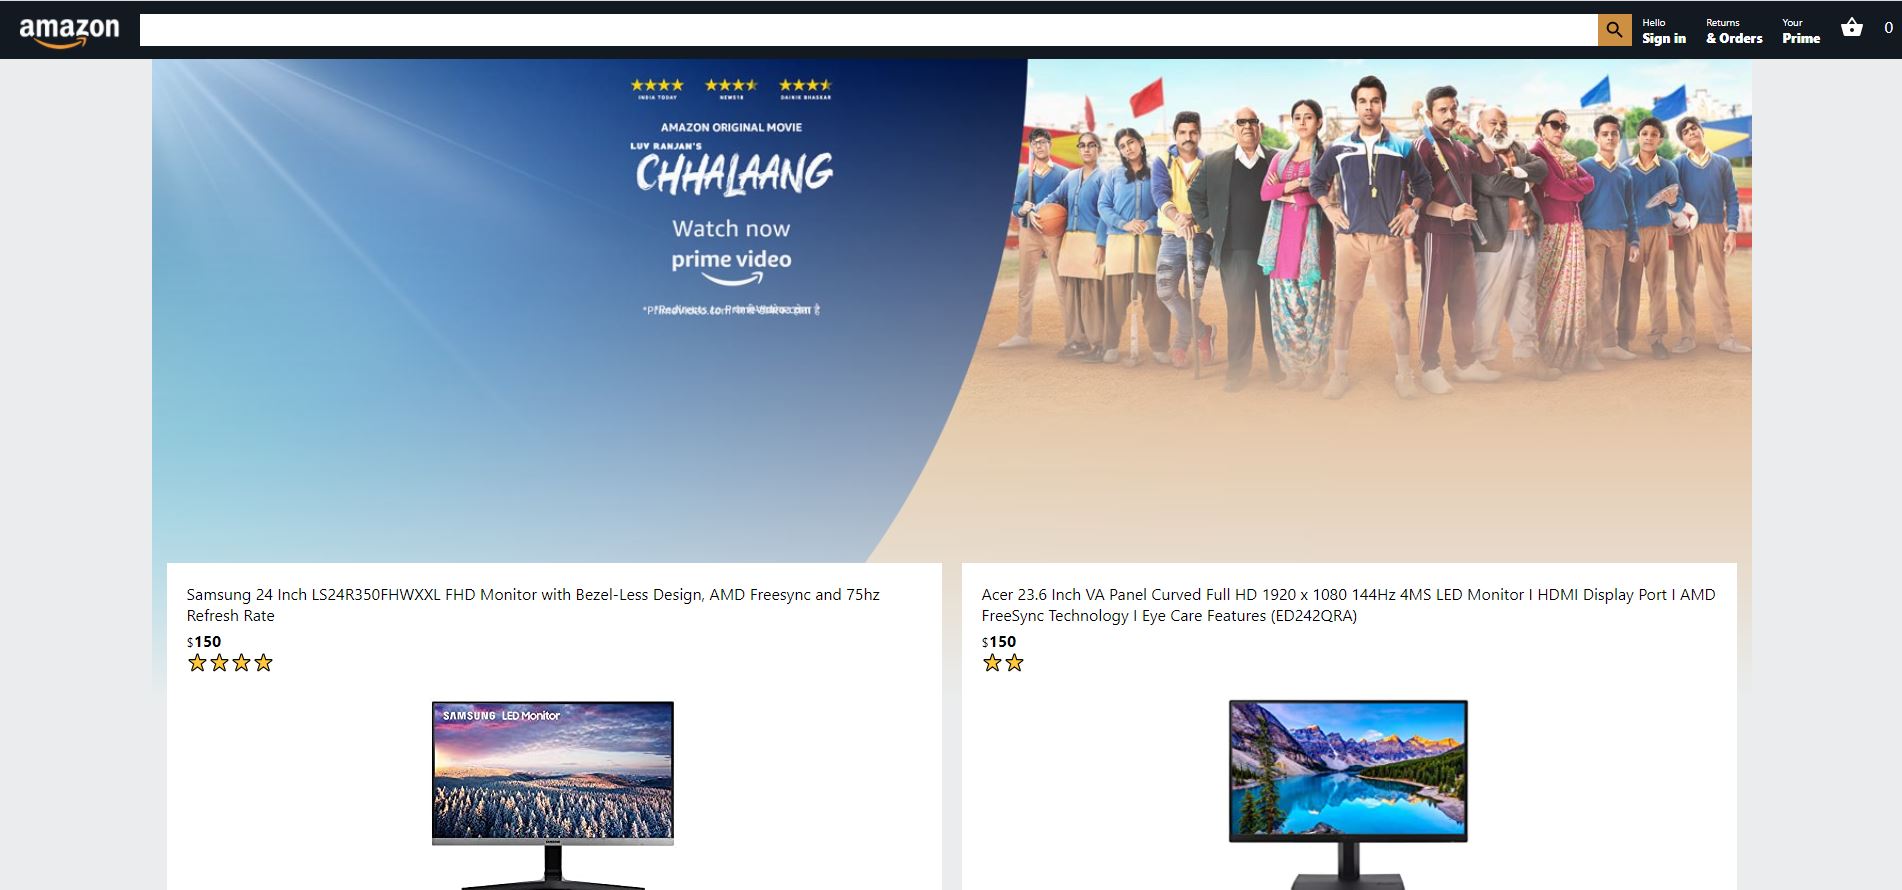 amazon
Hello
Sign in
Returns
& Orders
Your
Prime
0
INDIA TODAY
NEWS18
DAINIK BHASKAR
AMAZON ORIGINAL MOVIE
LUV RANJAN'S
CHHALAANG
Watch now
prime video
Samsung 24 Inch LS24R350FHWXXL FHD Monitor with Bezel-Less Design, AMD Freesync and 75hz
Refresh Rate
$150
Acer 23.6 Inch VA Panel Curved Full HD 1920 x 1080 144Hz 4MS LED Monitor I HDMI Display Port I AMD
FreeSync Technology I Eye Care Features (ED242QRA)
$150
SAMSUNG LED Monitor